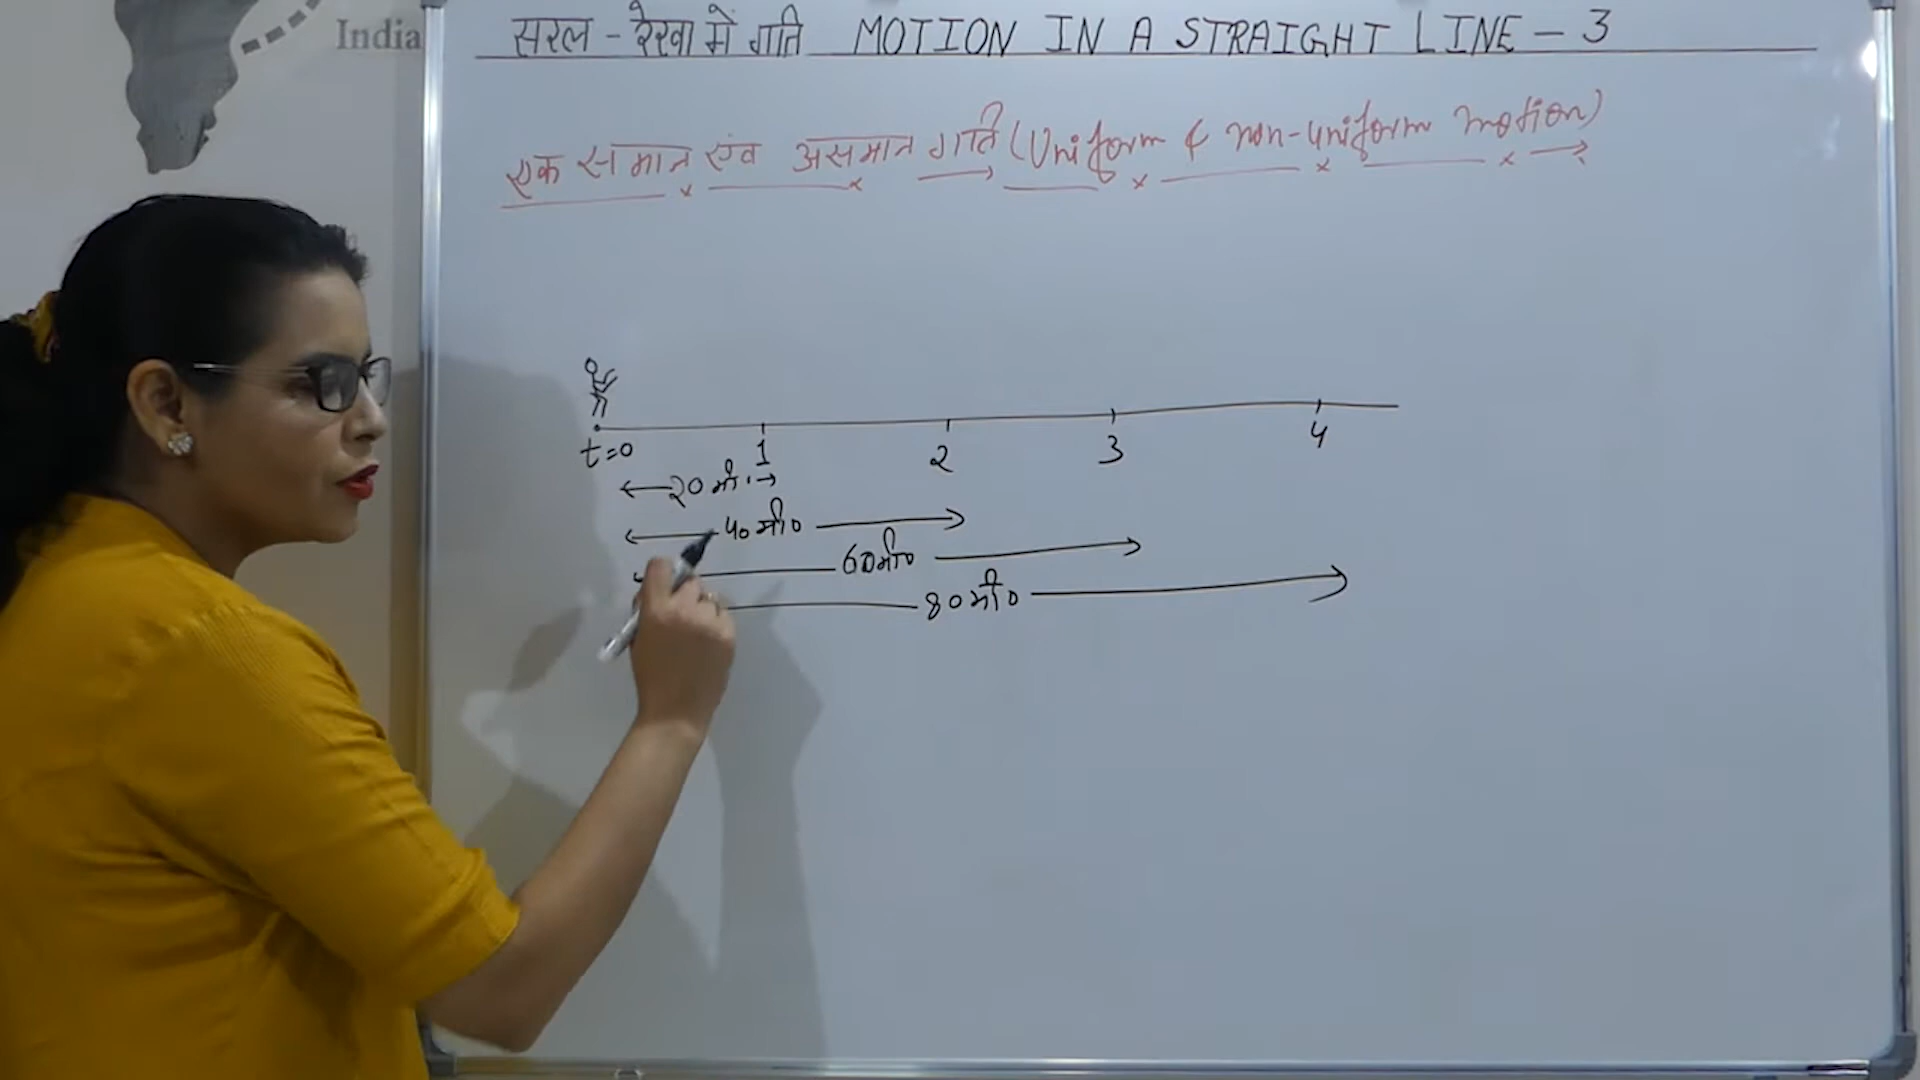 India
सरल - रेखा में गति MOTION IN A STRAIGHT LINE - 3
एक समान एंव असमान गति (Uniform & non-uniform motion)
t=0 1 2 3 4
20 मी०
40 मी०
60 मी०
80 मी०